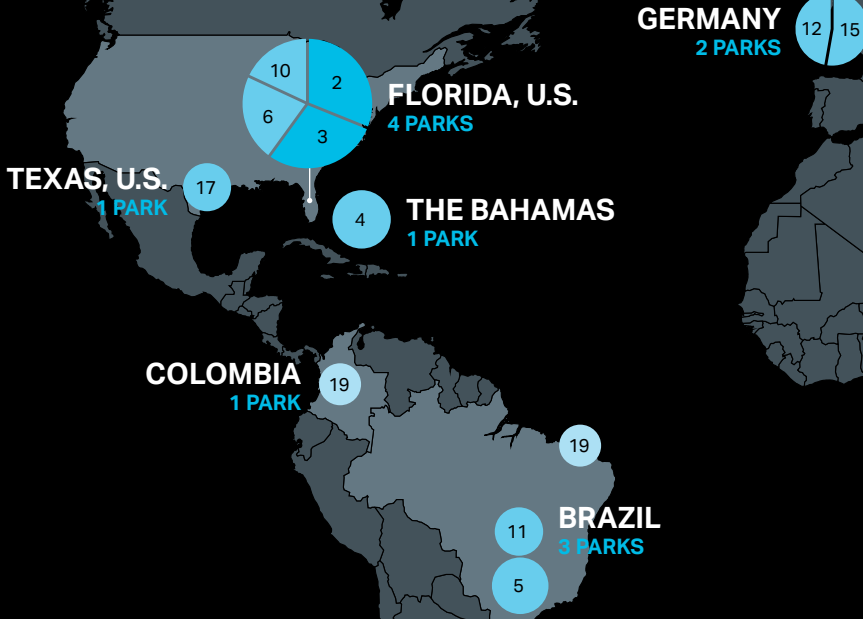 GERMANY
2 PARKS
12
15
10
2
6
3
FLORIDA, U.S.
4 PARKS
TEXAS, U.S.
1 PARK
17
4
THE BAHAMAS
1 PARK
COLOMBIA
1 PARK
19
19
11
BRAZIL
3 PARKS
5